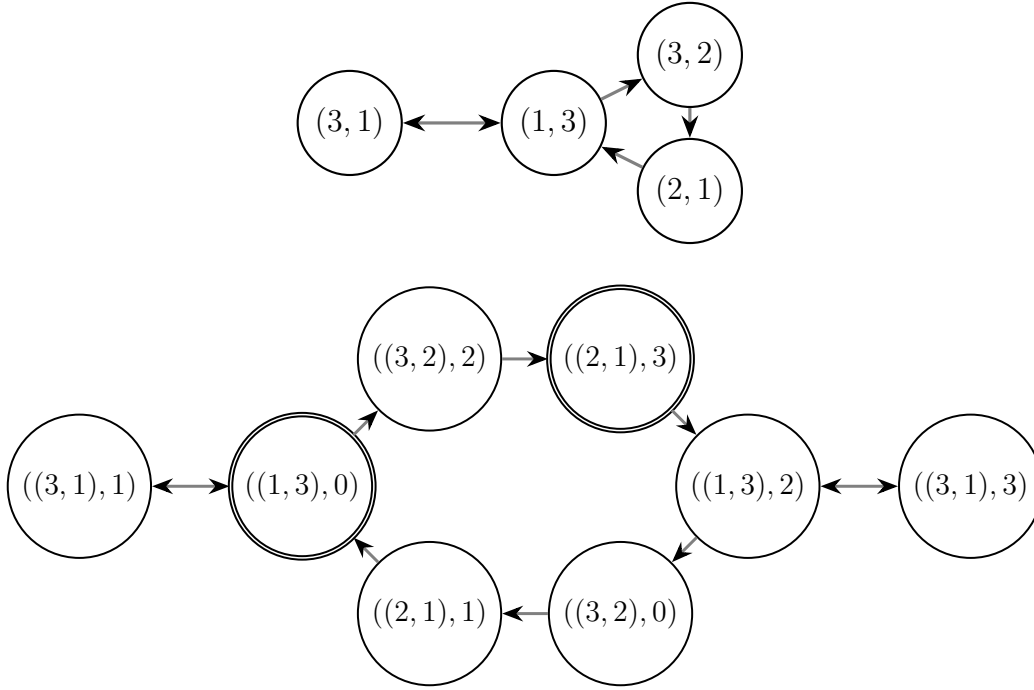 (3, 2)
(3, 1)
(1, 3)
(2, 1)
((3, 2), 2)
((2, 1), 3)
((3, 1), 1)
((1, 3), 0)
((1, 3), 2)
((3, 1), 3)
((2, 1), 1)
((3, 2), 0)